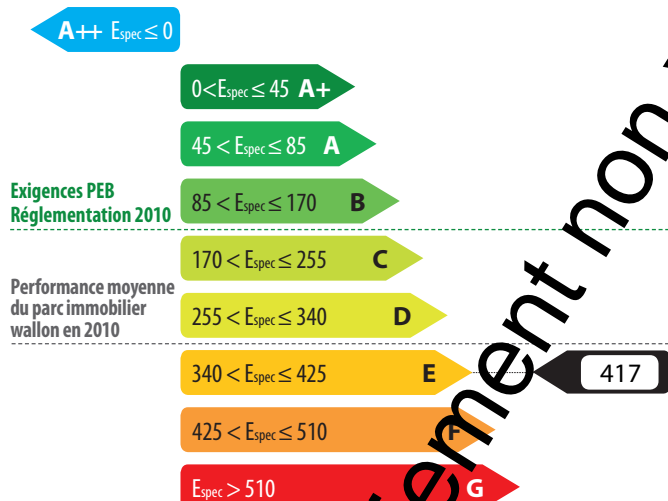 A++ Espec ≤ 0
0 < Espec ≤ 45 A+
45 < Espec ≤ 85 A
Exigences PEB
Réglementation 2010
85 < Espec ≤ 170 B
170 < Espec ≤ 255 C
Performance moyenne
du parc immobilier
wallon en 2010
255 < Espec ≤ 340 D
340 < Espec ≤ 425 E
417
425 < Espec ≤ 510 F
Espec > 510 G
non